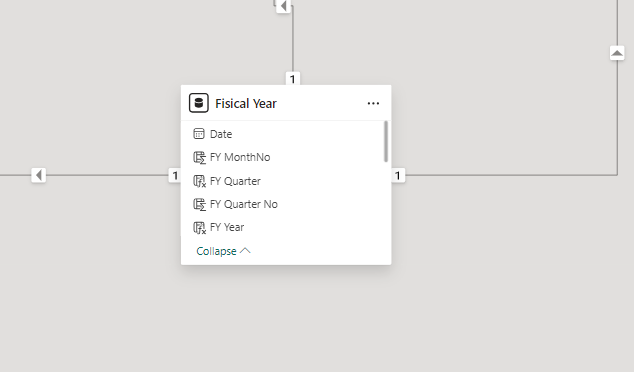 1
Fisical Year
Date
FY MonthNo
1
1
FY Quarter
FY Quarter No
FY Year
Collapse